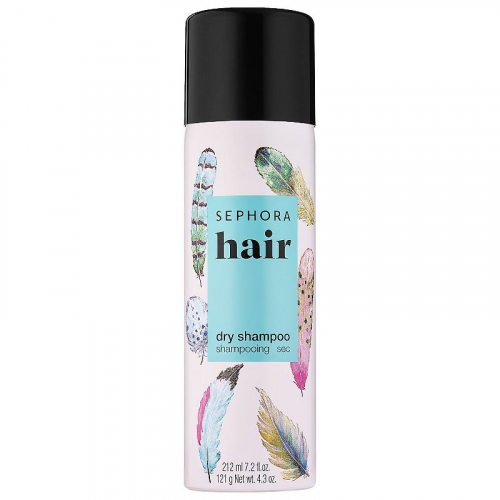 SEPHORA
hair
dry shampoo
shampooing sec
212 ml 7.2 fl.oz.
121 g Net wt. 4.3 oz.